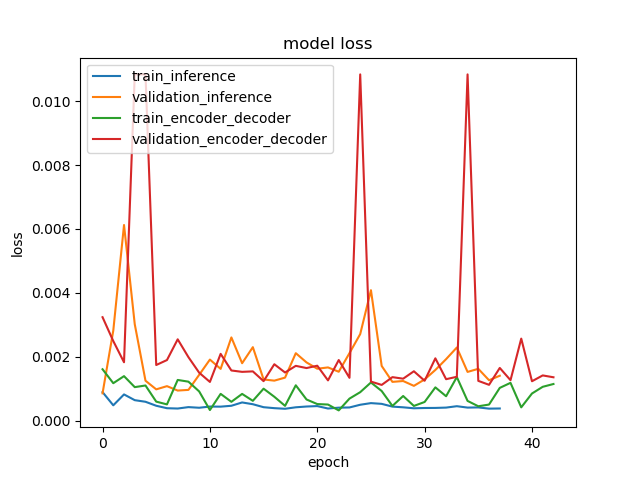 model loss
train_inference
validation_inference
train_encoder_decoder
validation_encoder_decoder
0.010
0.008
0.006
0.004
0.002
0.000
loss
0 10 20 30 40
epoch